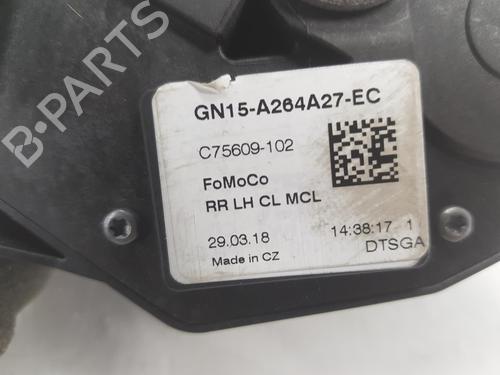 GN15-A264A27-EC
C75609-102
FoMoCo
RR LH CL MCL
29.03.18 14:38:17 1
Made in CZ DTSGA
B-PARTS